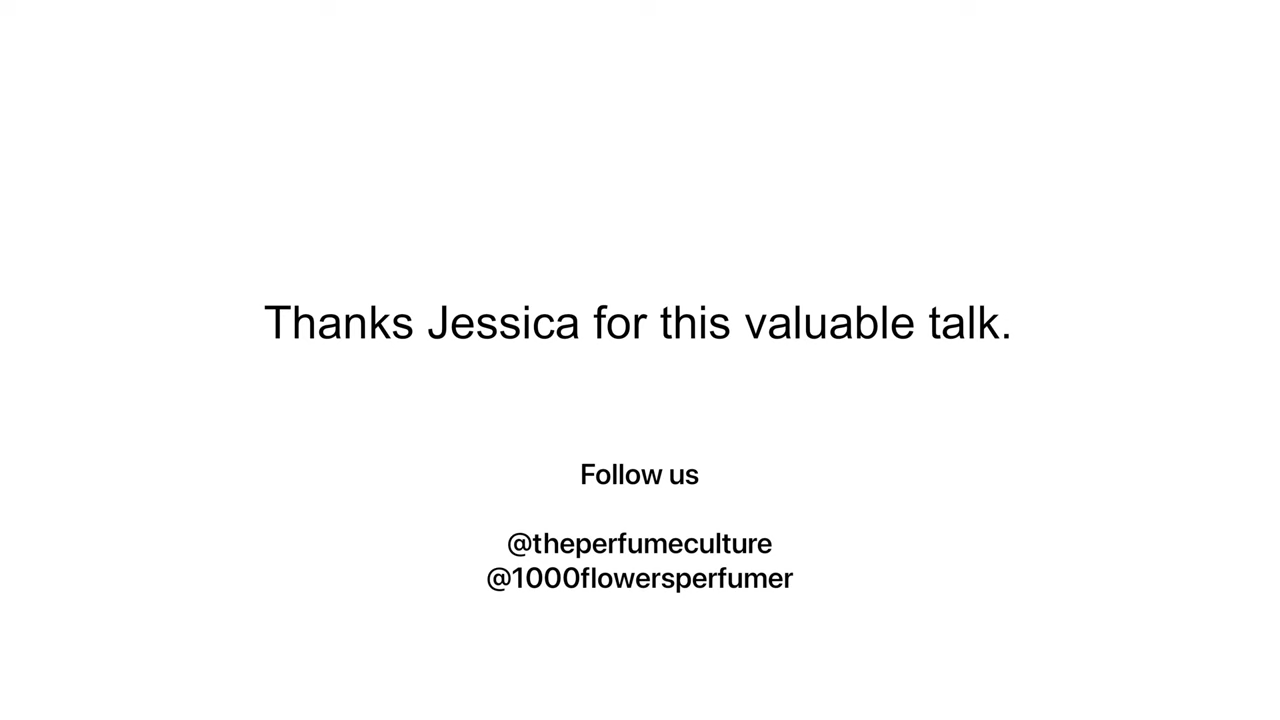 Thanks Jessica for this valuable talk.
Follow us
@theperfumeculture
@1000flowersperfumer